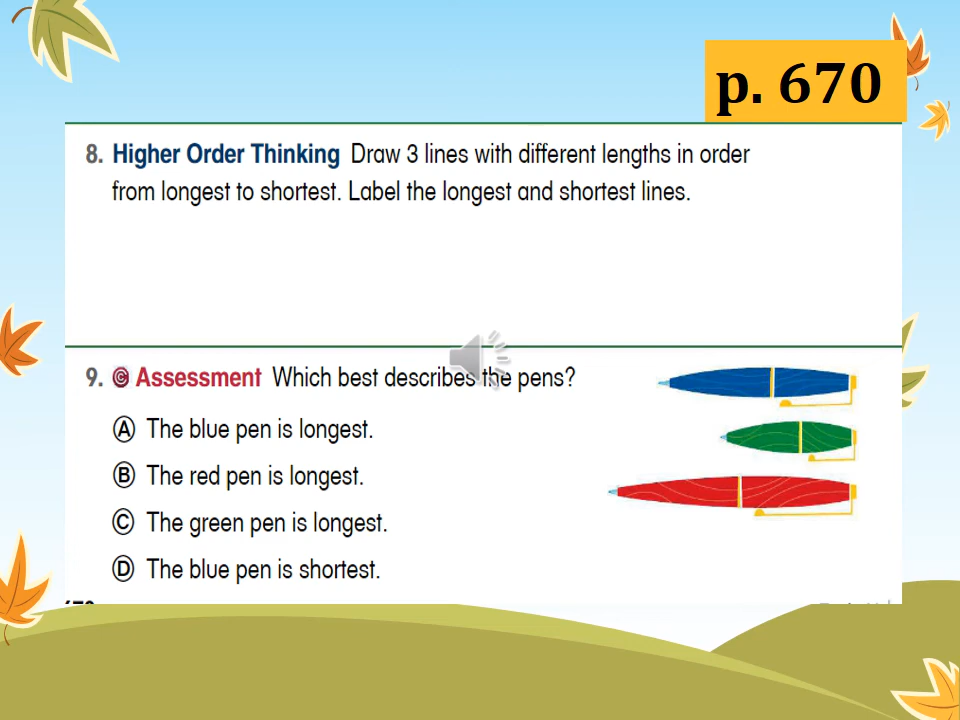 p. 670
8. Higher Order Thinking Draw 3 lines with different lengths in order
from longest to shortest. Label the longest and shortest lines.
9. © Assessment Which best describes the pens?
Ⓐ The blue pen is longest.
Ⓑ The red pen is longest.
Ⓒ The green pen is longest.
Ⓓ The blue pen is shortest.